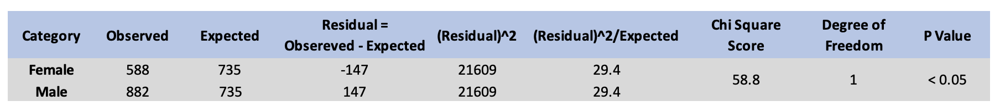 Category Observed Expected Residual = Obsereved - Expected (Residual)^2 (Residual)^2/Expected Chi Square Score Degree of Freedom P Value
Female 588 735 -147 21609 29.4 58.8 1 < 0.05
Male 882 735 147 21609 29.4